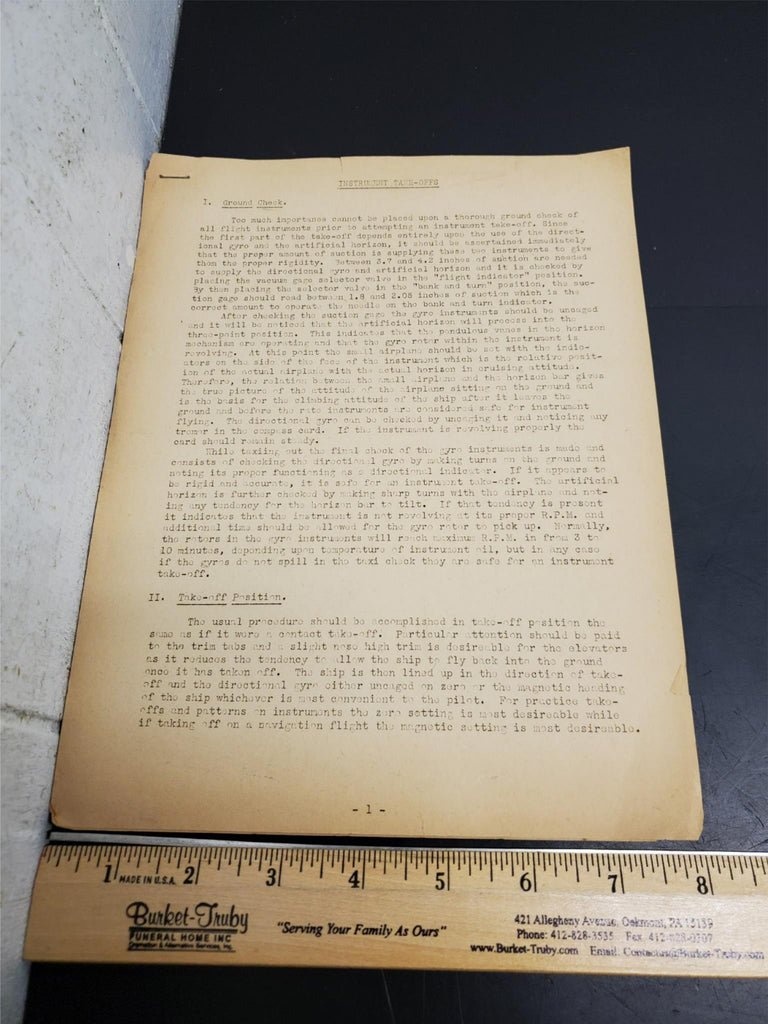 INSTRUMENT TAKE-OFFS
I. Ground Check.
Too much importance cannot be placed upon a thorough ground check of
all flight instruments prior to attempting an instrument take-off. Since
the first part of the take-off depends entirely upon the use of the direct-
ional gyro and the artificial horizon, it should be ascertained immediately
that the proper amount of suction is supplying these two instruments to give
them the proper rigidity. Between 3.7 and 4.2 inches of suction are needed
to supply the directional gyro and artificial horizon and it is checked by
placing the vacuum gage selector valve in the "flight indicator" position.
By then placing the selector valve in the "bank and turn" position, the suc-
tion gage should read between 1.8 and 2.05 inches of suction which is the
correct amount to operate the needle on the bank and turn indicator.
After checking the suction gage the gyro instruments should be uncaged
and it will be noticed that the artificial horizon will precess into the
three-point position. This indicates that the pendulous vanes in the horizon
mechanism are operating and that the gyro rotor within the instrument is
revolving. At this point the small airplane should be set with the indic-
ators on the side of the face of the instrument which is the relative posit-
ion of the actual airplane with the actual horizon in cruising attitude.
Therefore, the relation between the small airplane and the horizon bar gives
the true picture of the attitude of the airplane sitting on the ground and
is the basis for the climbing attitude of the ship after it leaves the
ground and before the rate instruments are considered safe for instrument
flying. The directional gyro can be checked by uncaging it and noticing any
tremor in the compass card. If the instrument is revolving properly the
card should remain steady.
While taxiing out the final check of the gyro instruments is made and
consists of checking the directional gyro by making turns on the ground and
noting its proper functioning as a directional indicator. If it appears to
be rigid and accurate, it is safe for an instrument take-off. The artificial
horizon is further checked by making sharp turns with the airplane and not-
ing any tendency for the horizon bar to tilt. If that tendency is present
it indicates that the instrument is not revolving at its proper R.P.M. and
additional time should be allowed for the gyro rotor to pick up. Normally,
the rotors in the gyro instruments will reach maximum R.P.M. in from 3 to
10 minutes, depending upon temperature of instrument oil, but in any case
if the gyros do not spill in the taxi check they are safe for an instrument
take-off.
II. Take-off Position.
The usual procedure should be accomplished in take-off position the
same as if it were a contact take-off. Particular attention should be paid
to the trim tabs and a slight nose high trim is desireable for the elevators
as it reduces the tendency to allow the ship to fly back into the ground
once it has taken off. The ship is then lined up in the direction of take-
off and the directional gyro either uncaged on zero or the magnetic heading
of the ship whichever is most convenient to the pilot. For practice take-
offs and patterns on instruments the zero setting is most desireable while
if taking off on a navigation flight the magnetic setting is most desireable.
- 1 -
1 2 3 4 5 6 7 8
MADE IN U.S.A.
Burket-Truby
FUNERAL HOME INC
Cremation & Alternative Services, Inc.
"Serving Your Family As Ours"
421 Allegheny Avenue, Oakmont, PA 15139
Phone: 412-828-3535 Fax
www.Burket-Truby.com Email: